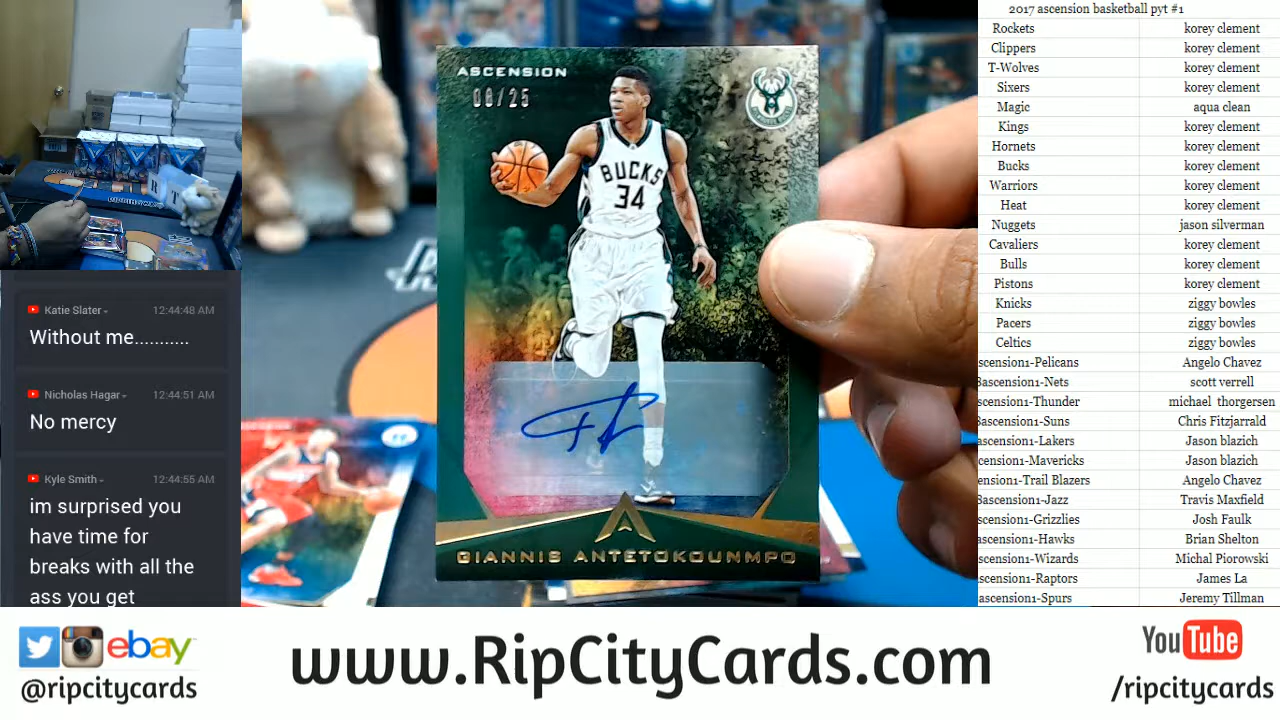 Katie Slater
12:44:48 AM
Without me...........
Nicholas Hagar
12:44:51 AM
No mercy
Kyle Smith
12:44:55 AM
im surprised you
have time for
breaks with all the
ass you get
ASCENSION
08/25
BUCKS
34
GIANNIS ANTETOKOUNMPO
2017 ascension basketball pyt #1
Rockets korey clement
Clippers korey clement
T-Wolves korey clement
Sixers korey clement
Magic aqua clean
Kings korey clement
Hornets korey clement
Bucks korey clement
Warriors korey clement
Heat korey clement
Nuggets jason silverman
Cavaliers korey clement
Bulls korey clement
Pistons korey clement
Knicks ziggy bowles
Pacers ziggy bowles
Celtics ziggy bowles
scension1-Pelicans Angelo Chavez
ascension1-Nets scott verrell
scension1-Thunder michael thorgersen
ascension1-Suns Chris Fitzjarrald
ascension1-Lakers Jason blazich
cension1-Mavericks Jason blazich
ension1-Trail Blazers Angelo Chavez
ascension1-Jazz Travis Maxfield
scension1-Grizzlies Josh Faulk
scension1-Hawks Brian Shelton
scension1-Wizards Michal Piorowski
scension1-Raptors James La
ascension1-Spurs Jeremy Tillman
ebay
@ripcitycards
www.RipCityCards.com
YouTube
/ripcitycards